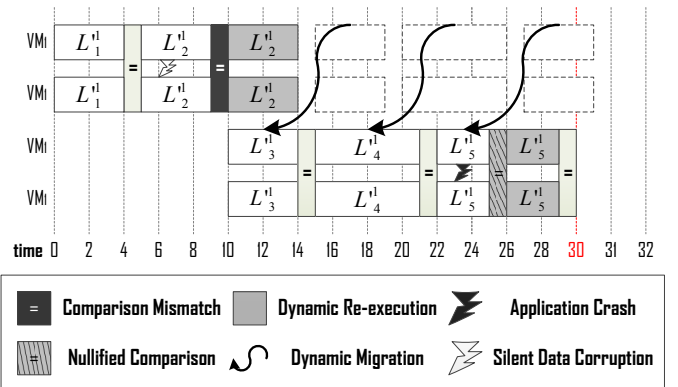 VM1 L'¹₁ = L'¹₂ = L'¹₂
VM1 L'¹₁ L'¹₂ L'¹₂
VM1 L'¹₃ = L'¹₄ = L'¹₅ = L'¹₅ =
VM1 L'¹₃ L'¹₄ L'¹₅ L'¹₅
time 0 2 4 6 8 10 12 14 16 18 20 22 24 26 28 30 31 32
= Comparison Mismatch Dynamic Re-execution Application Crash
= Nullified Comparison Dynamic Migration Silent Data Corruption